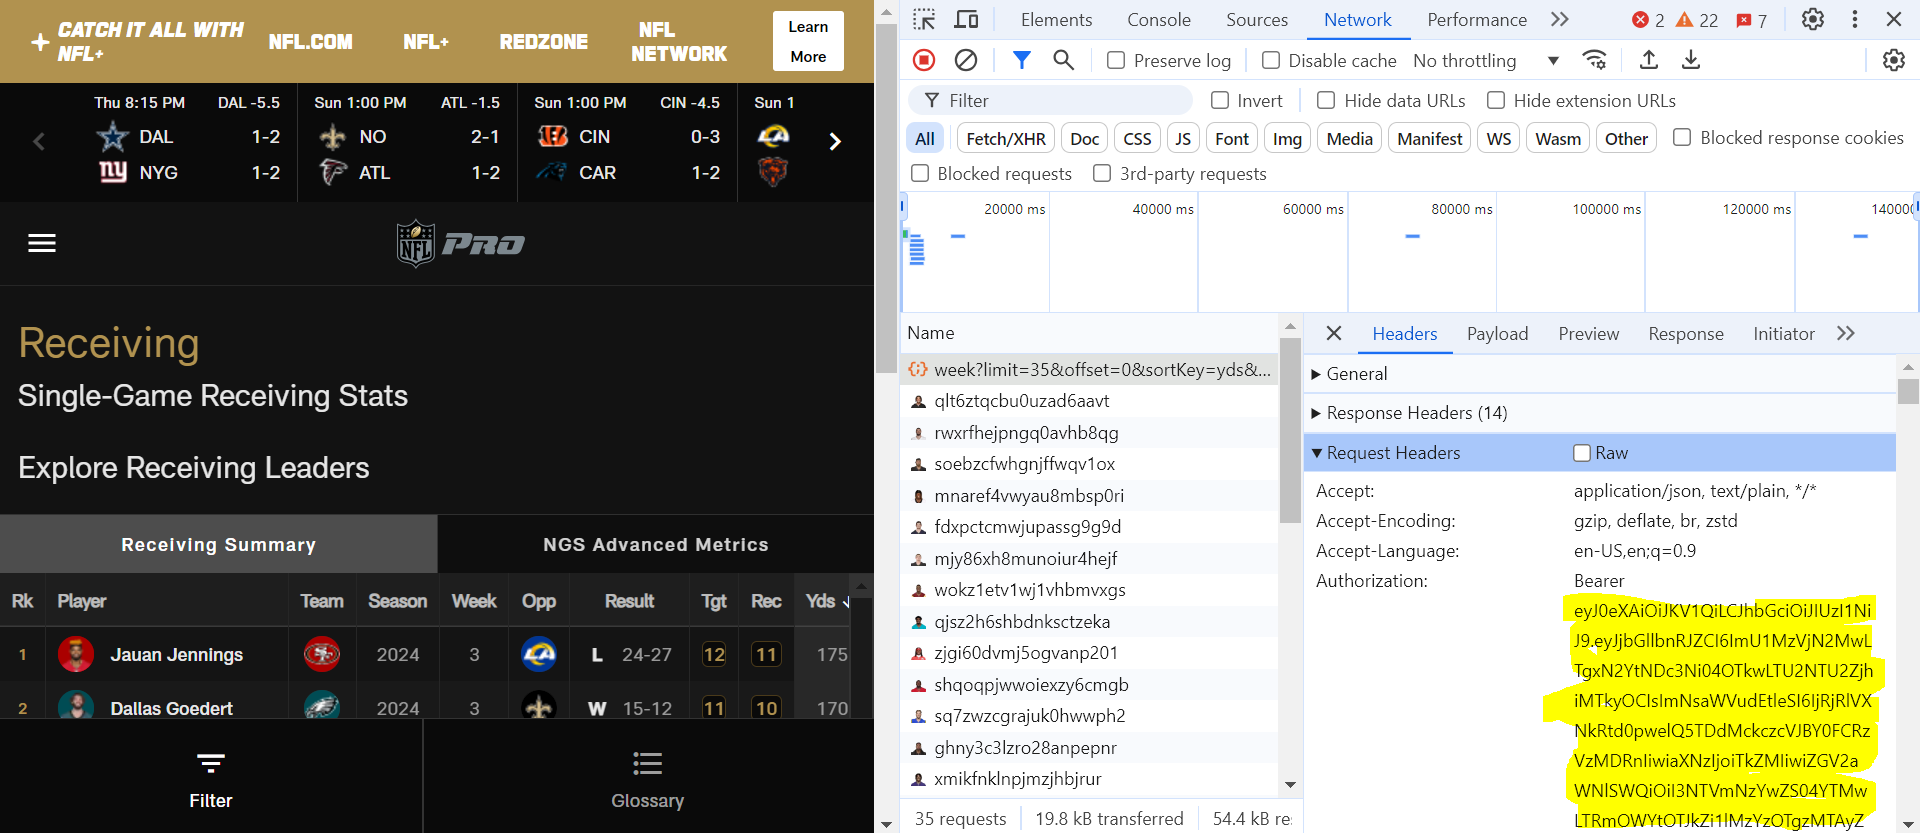 CATCH IT ALL WITH NFL+
NFL.COM
NFL+
REDZONE
NFL NETWORK
Learn More
Thu 8:15 PM DAL -5.5
DAL 1-2
NYG 1-2
Sun 1:00 PM ATL -1.5
NO 2-1
ATL 1-2
Sun 1:00 PM CIN -4.5
CIN 0-3
CAR 1-2
Sun 1
NFL PRO
Receiving
Single-Game Receiving Stats
Explore Receiving Leaders
Receiving Summary
NGS Advanced Metrics
Rk Player Team Season Week Opp Result Tgt Rec Yds
1 Jauan Jennings 2024 3 L 24-27 12 11 175
2 Dallas Goedert 2024 3 W 15-12 11 10 170
Filter
Glossary
Elements Console Sources Network Performance 2 22 7
Preserve log Disable cache No throttling
Filter Invert Hide data URLs Hide extension URLs
All Fetch/XHR Doc CSS JS Font Img Media Manifest WS Wasm Other Blocked response cookies
Blocked requests 3rd-party requests
20000 ms 40000 ms 60000 ms 80000 ms 100000 ms 120000 ms 140000
Name
week?limit=35&offset=0&sortKey=yds&...
qlt6ztqcbu0uzad6aavt
rwxrfhejpngq0avhb8qg
soebzcfwhgnjffwqv1ox
mnaref4vwyau8mbsp0ri
fdxpctcmwjupassg9g9d
mjy86xh8munoiur4hejf
wokz1etv1wj1vhbmvxgs
qjsz2h6shbdnksctzeka
zjgi60dvmj5ogvanp201
shqoqpjwwoiexzy6cmgb
sq7zwzcgrajuk0hwwph2
ghny3c3lzro28anpepnr
xmikfnklnpjmzjhbjrur
35 requests 19.8 kB transferred 54.4 kB re
Headers Payload Preview Response Initiator
General
Response Headers (14)
Request Headers Raw
Accept: application/json, text/plain, */*
Accept-Encoding: gzip, deflate, br, zstd
Accept-Language: en-US,en;q=0.9
Authorization: Bearer
eyJ0eXAiOiJKV1QiLCJhbGciOiJIUzI1Ni
J9.eyJjbGllbnRJZCI6ImU1MzVjN2MwL
TgxN2YtNDc3Ni04OTkwLTU2NTU2Zjh
iMTkyOCIsImNsaWVudEtleSI6IjRjRlVX
NkRtd0pwelQ5TDdMckczcVJBY0FCRz
VzMDRnIiwiaXNzIjoiTkZMIiwiZGV2a
WNlSWQiOiI3NTVmNzYwZS04YTMw
LTRmOWYtOTJkZi1lMzYzOTgzMTAyZ